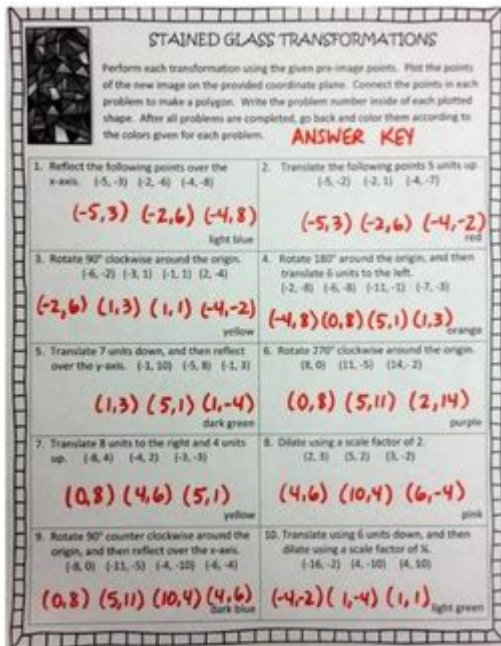 STAINED GLASS TRANSFORMATIONS
Perform each transformation using the given pre-image points. Plot the points
of the new image on the provided coordinate plane. Connect the points in each
problem to make a polygon. Write the problem number inside of each plotted
shape. After all problems are completed, go back and color them according to
the colors given for each problem. ANSWER KEY
1. Reflect the following points over the
x-axis. (-5, -3) (-2, -6) (-4, -8)
(-5,3) (-2,6) (-4,8)
light blue
2. Translate the following points 5 units up
(-5, -2) (-2, 1) (-4, -7)
(-5,3) (-2,6) (-4,-2)
red
3. Rotate 90° clockwise around the origin.
(-6, -2) (-3, 1) (-1, 1) (2, -4)
(-2,6) (1,3) (1,1) (-4,-2)
yellow
4. Rotate 180° around the origin, and then
translate 6 units to the left.
(-2, -8) (-6, -8) (-11, -1) (-7, -3)
(-4,8) (0,8) (5,1) (1,3)
orange
5. Translate 7 units down, and then reflect
over the y-axis. (-1, 10) (-5, 8) (-1, 3)
(1,3) (5,1) (1,-4)
dark green
6. Rotate 270° clockwise around the origin.
(8, 0) (11, -5) (14, -2)
(0,8) (5,11) (2,14)
purple
7. Translate 8 units to the right and 4 units
up. (-8, 4) (-4, 2) (-3, -3)
(0,8) (4,6) (5,1)
yellow
8. Dilate using a scale factor of 2.
(2, 3) (5, 2) (3, -2)
(4,6) (10,4) (6,-4)
pink
9. Rotate 90° counter clockwise around the
origin, and then reflect over the x-axis.
(-8, 0) (-11, -5) (-4, -10) (-6, -4)
(0,8) (5,11) (10,4) (4,6)
dark blue
10. Translate using 6 units down, and then
dilate using a scale factor of ¼.
(-16, -2) (4, -10) (4, 10)
(-4,-2) (1,-4) (1,1)
light green